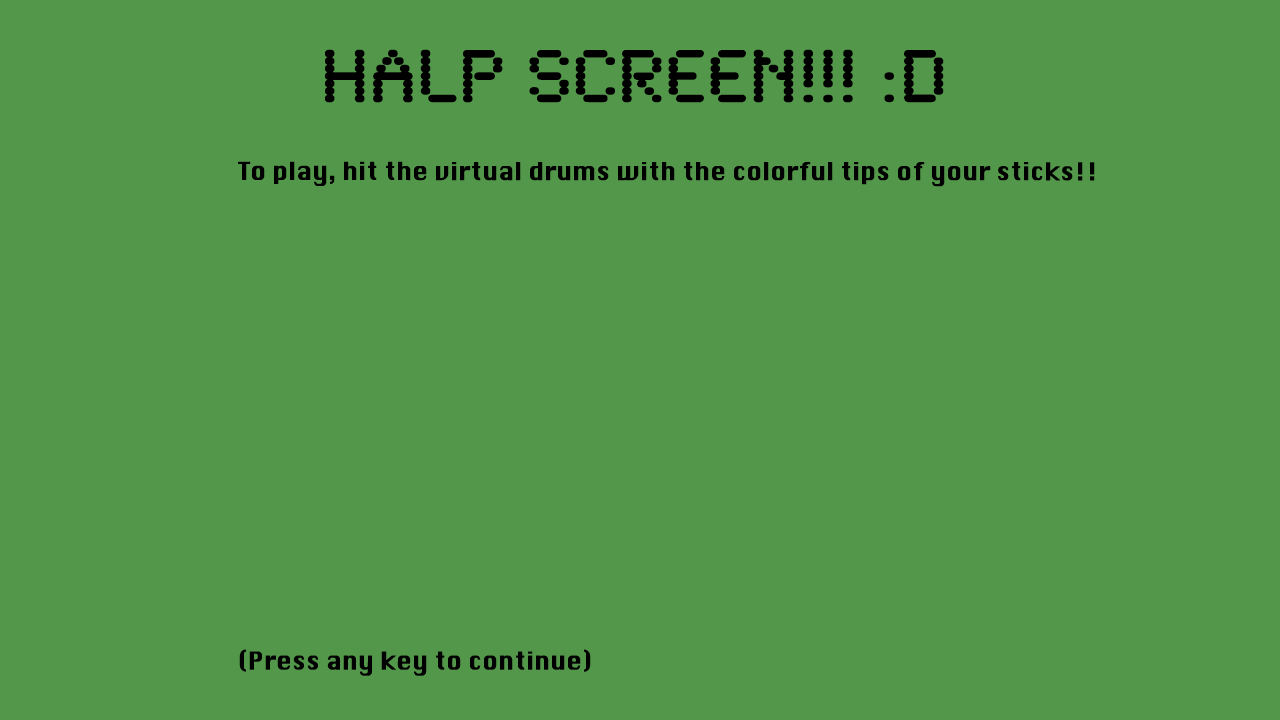 HALP SCREEN!!! :D
To play, hit the virtual drums with the colorful tips of your sticks!!
(Press any key to continue)